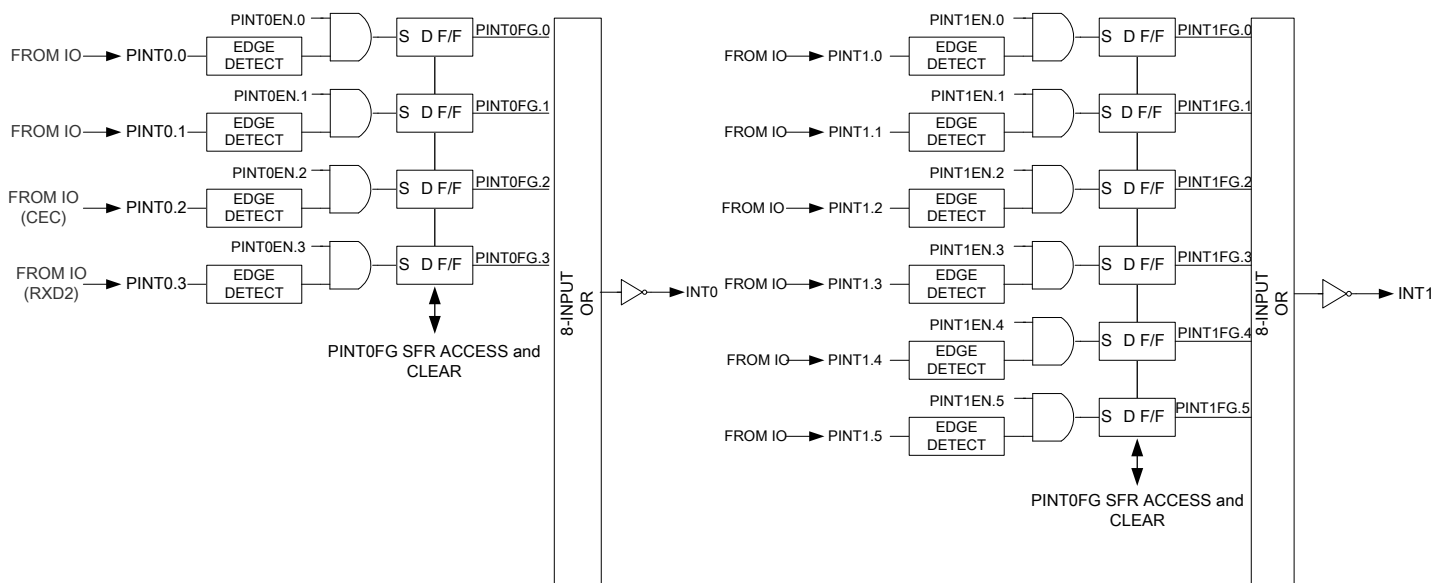 PINT0EN.0
FROM IO
PINT0.0
EDGE
DETECT
S D F/F
PINT0FG.0
PINT0EN.1
FROM IO
PINT0.1
EDGE
DETECT
S D F/F
PINT0FG.1
PINT0EN.2
FROM IO
(CEC)
PINT0.2
EDGE
DETECT
S D F/F
PINT0FG.2
PINT0EN.3
FROM IO
(RXD2)
PINT0.3
EDGE
DETECT
S D F/F
PINT0FG.3
PINT0FG SFR ACCESS and
CLEAR
8-INPUT
OR
INT0
PINT1EN.0
FROM IO
PINT1.0
EDGE
DETECT
S D F/F
PINT1FG.0
PINT1EN.1
FROM IO
PINT1.1
EDGE
DETECT
S D F/F
PINT1FG.1
PINT1EN.2
FROM IO
PINT1.2
EDGE
DETECT
S D F/F
PINT1FG.2
PINT1EN.3
FROM IO
PINT1.3
EDGE
DETECT
S D F/F
PINT1FG.3
PINT1EN.4
FROM IO
PINT1.4
EDGE
DETECT
S D F/F
PINT1FG.4
PINT1EN.5
FROM IO
PINT1.5
EDGE
DETECT
S D F/F
PINT1FG.5
PINT0FG SFR ACCESS and
CLEAR
8-INPUT
OR
INT1